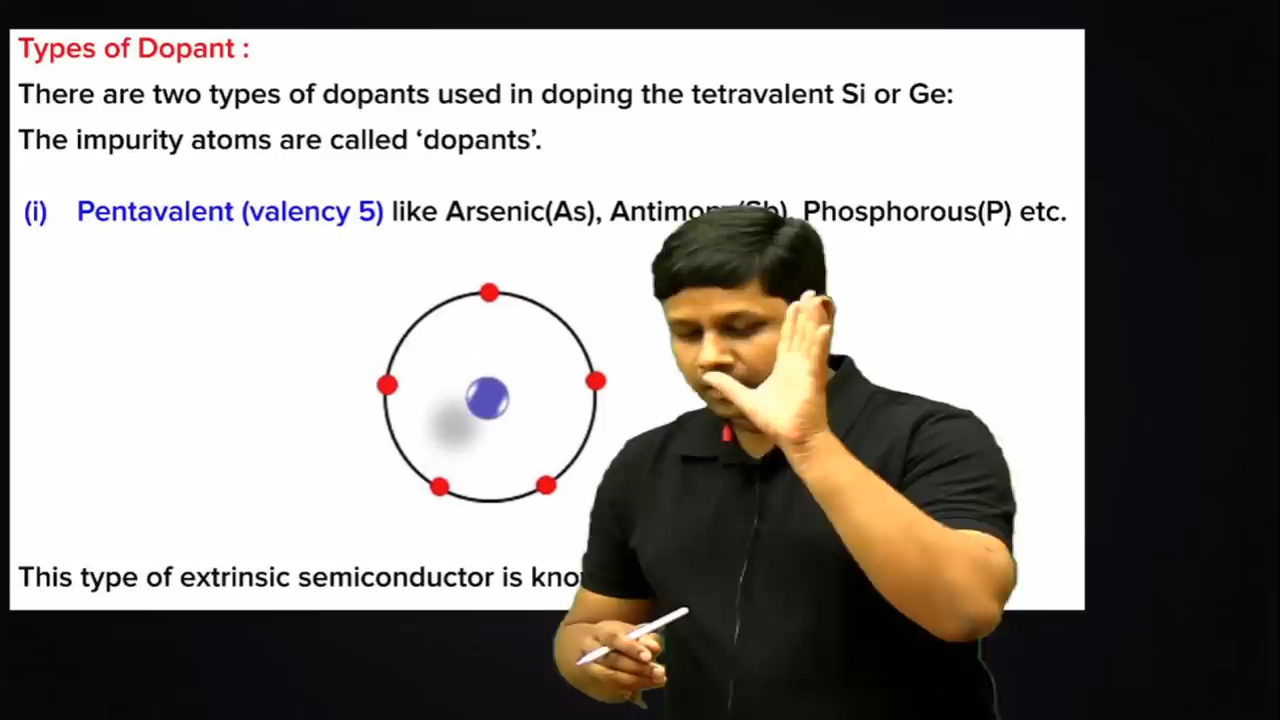 Types of Dopant :
There are two types of dopants used in doping the tetravalent Si or Ge:
The impurity atoms are called ‘dopants’.
(i) Pentavalent (valency 5) like Arsenic(As), Phosphorous(P) etc.
This type of extrinsic semiconductor is